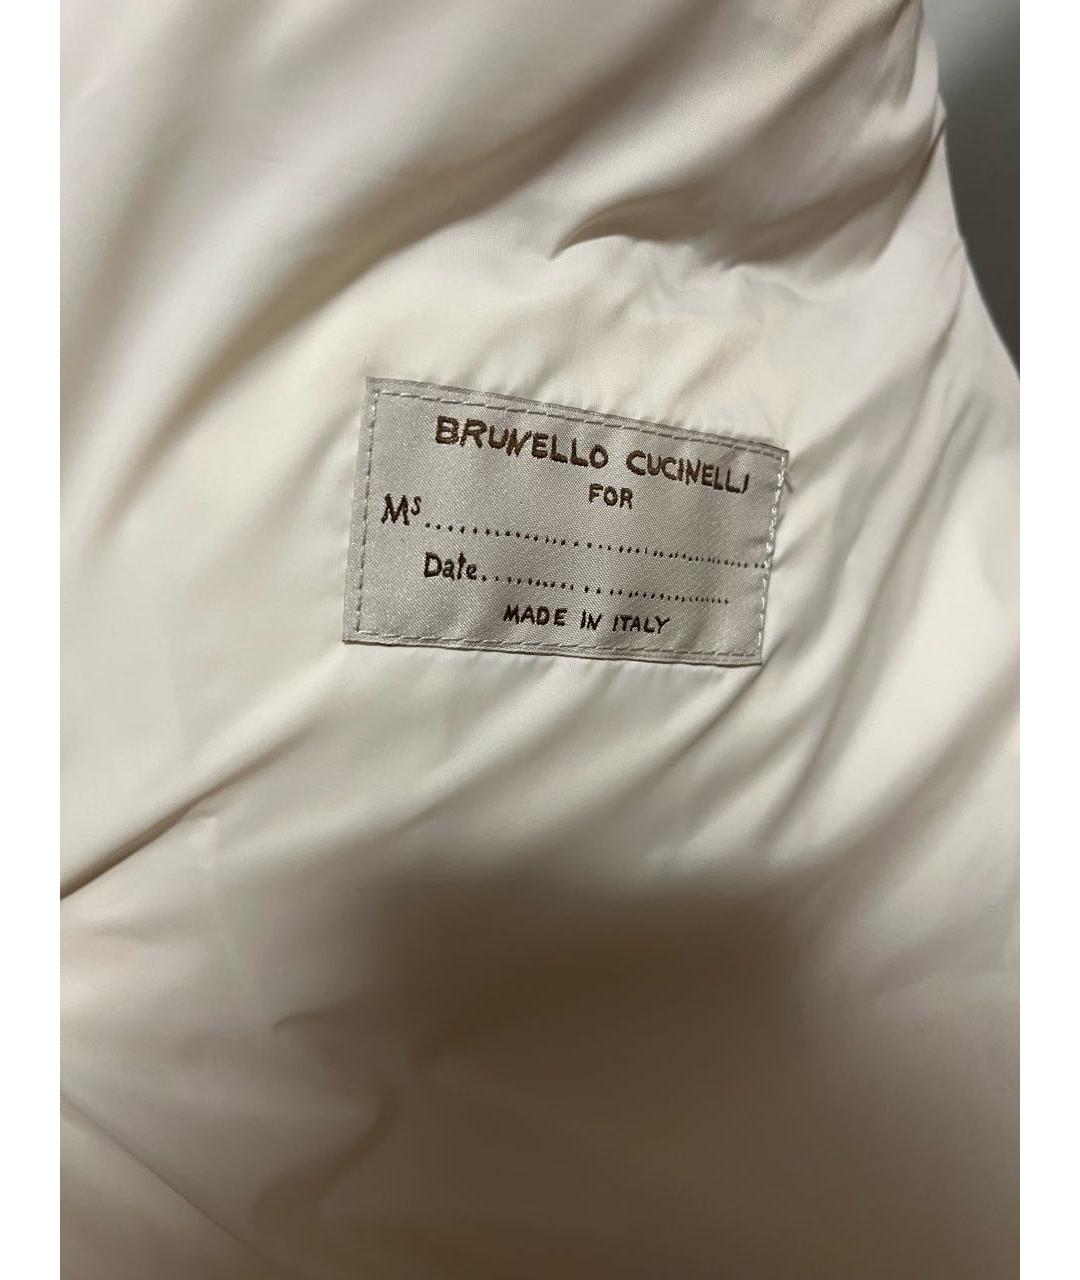 BRUNELLO CUCINELLI
FOR
Ms........................................
Date..............................
MADE IN ITALY